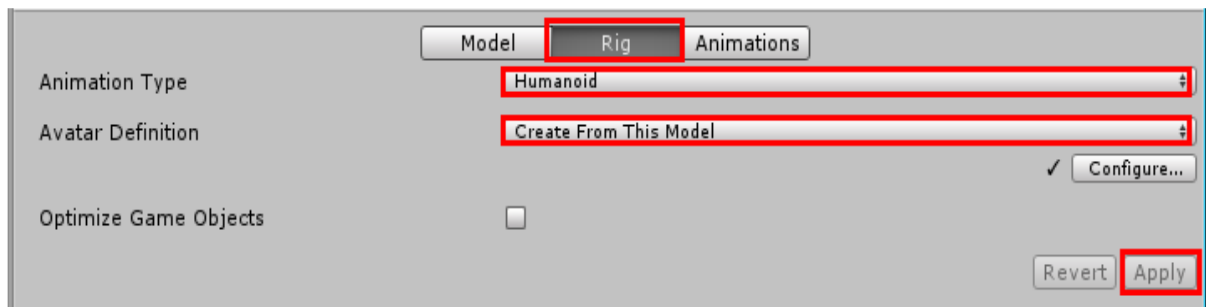 Model Rig Animations
Animation Type Humanoid
Avatar Definition Create From This Model
✓ Configure...
Optimize Game Objects
Revert Apply